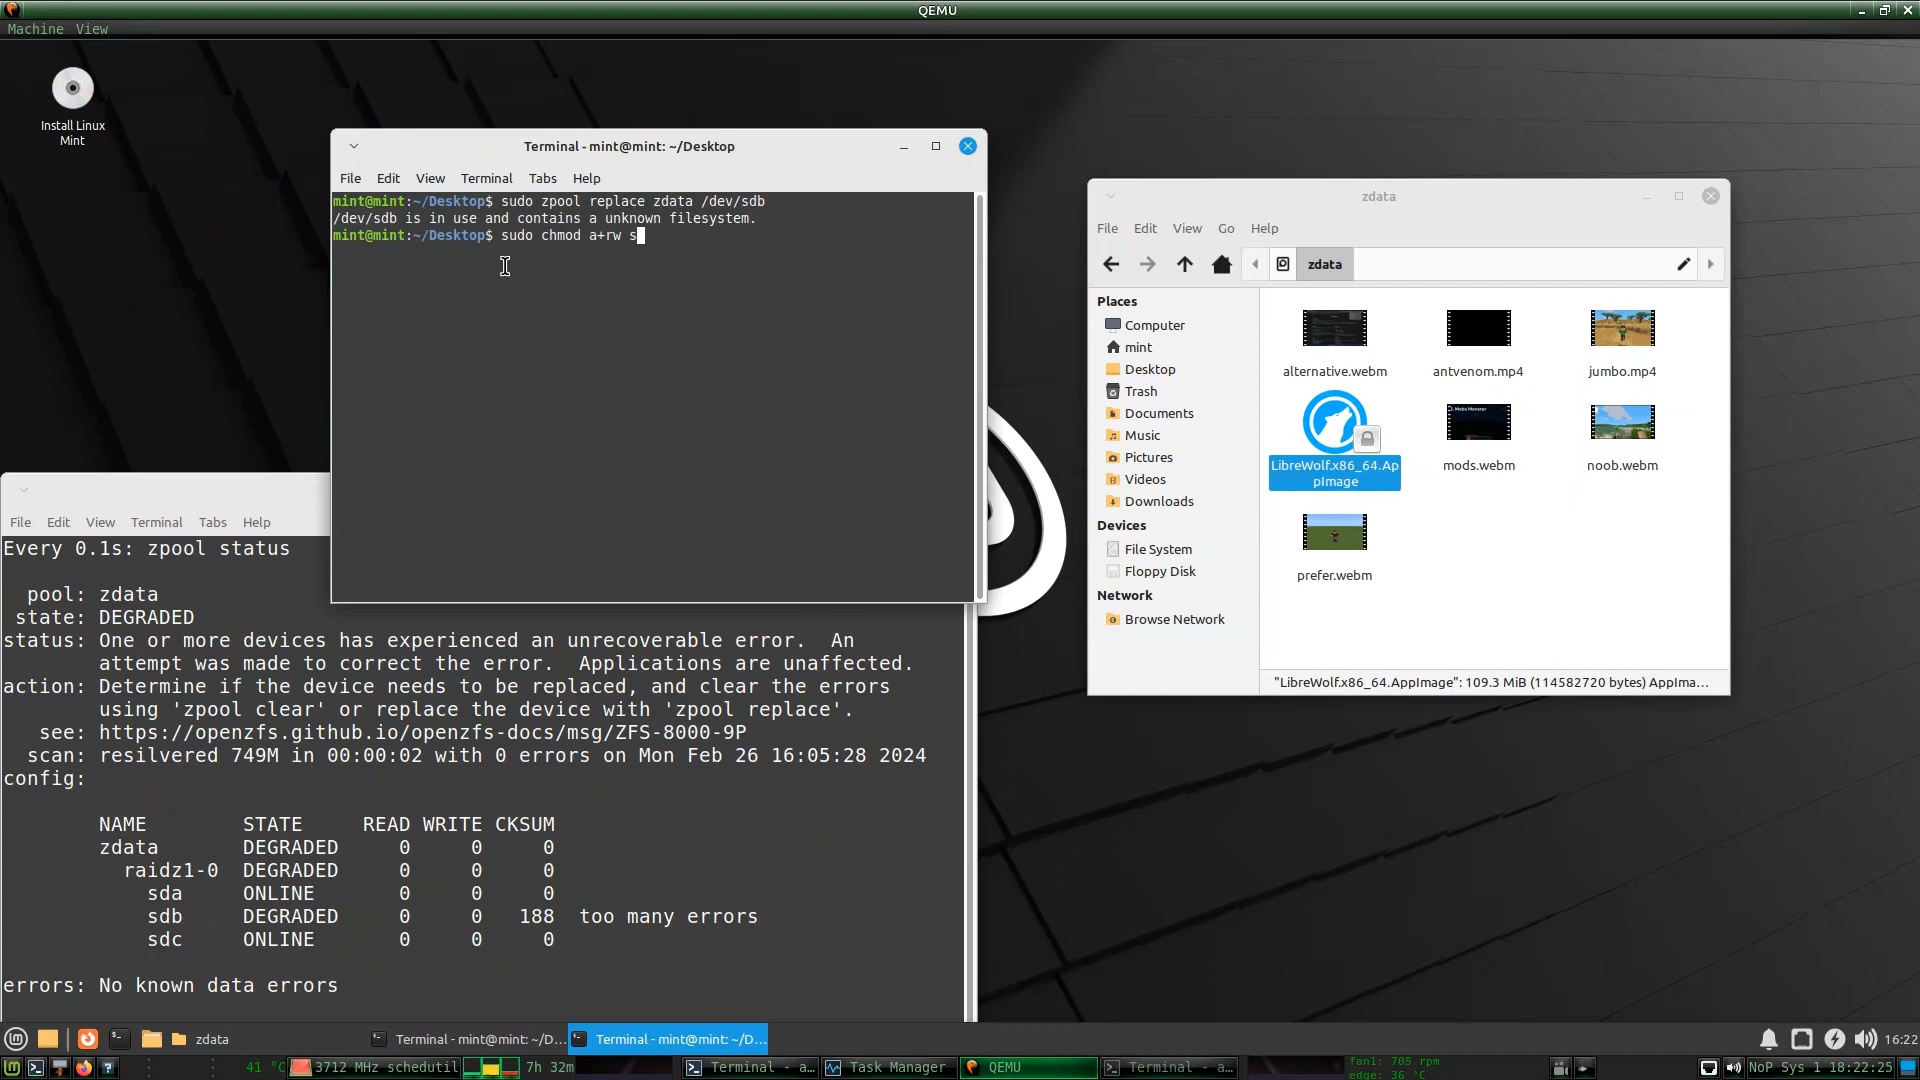 QEMU
Machine View
Install Linux
Mint
Terminal - mint@mint: ~/Desktop
File Edit View Terminal Tabs Help
mint@mint:~/Desktop$ sudo zpool replace zdata /dev/sdb
/dev/sdb is in use and contains a unknown filesystem.
mint@mint:~/Desktop$ sudo chmod a+rw s
zdata
File Edit View Go Help
zdata
Places
Computer
mint
Desktop
Trash
Documents
Music
Pictures
Videos
Downloads
Devices
File System
Floppy Disk
Network
Browse Network
alternative.webm antvenom.mp4 jumbo.mp4
LibreWolf.x86_64.Ap
pImage
mods.webm noob.webm
prefer.webm
"LibreWolf.x86_64.AppImage": 109.3 MiB (114582720 bytes) AppIma...
File Edit View Terminal Tabs Help
Every 0.1s: zpool status
pool: zdata
state: DEGRADED
status: One or more devices has experienced an unrecoverable error. An
attempt was made to correct the error. Applications are unaffected.
action: Determine if the device needs to be replaced, and clear the errors
using 'zpool clear' or replace the device with 'zpool replace'.
see: https://openzfs.github.io/openzfs-docs/msg/ZFS-8000-9P
scan: resilvered 749M in 00:00:02 with 0 errors on Mon Feb 26 16:05:28 2024
config:
NAME STATE READ WRITE CKSUM
zdata DEGRADED 0 0 0
raidz1-0 DEGRADED 0 0 0
sda ONLINE 0 0 0
sdb DEGRADED 0 0 188 too many errors
sdc ONLINE 0 0 0
errors: No known data errors
zdata Terminal - mint@mint: ~/D... Terminal - mint@mint: ~/D... 16:22
41 °C 3712 MHz schedutil 7h 32m Terminal - a... Task Manager QEMU Terminal - a... fan1: 705 rpm
edge: 36 °C
NoP Sys 1 18:22:25